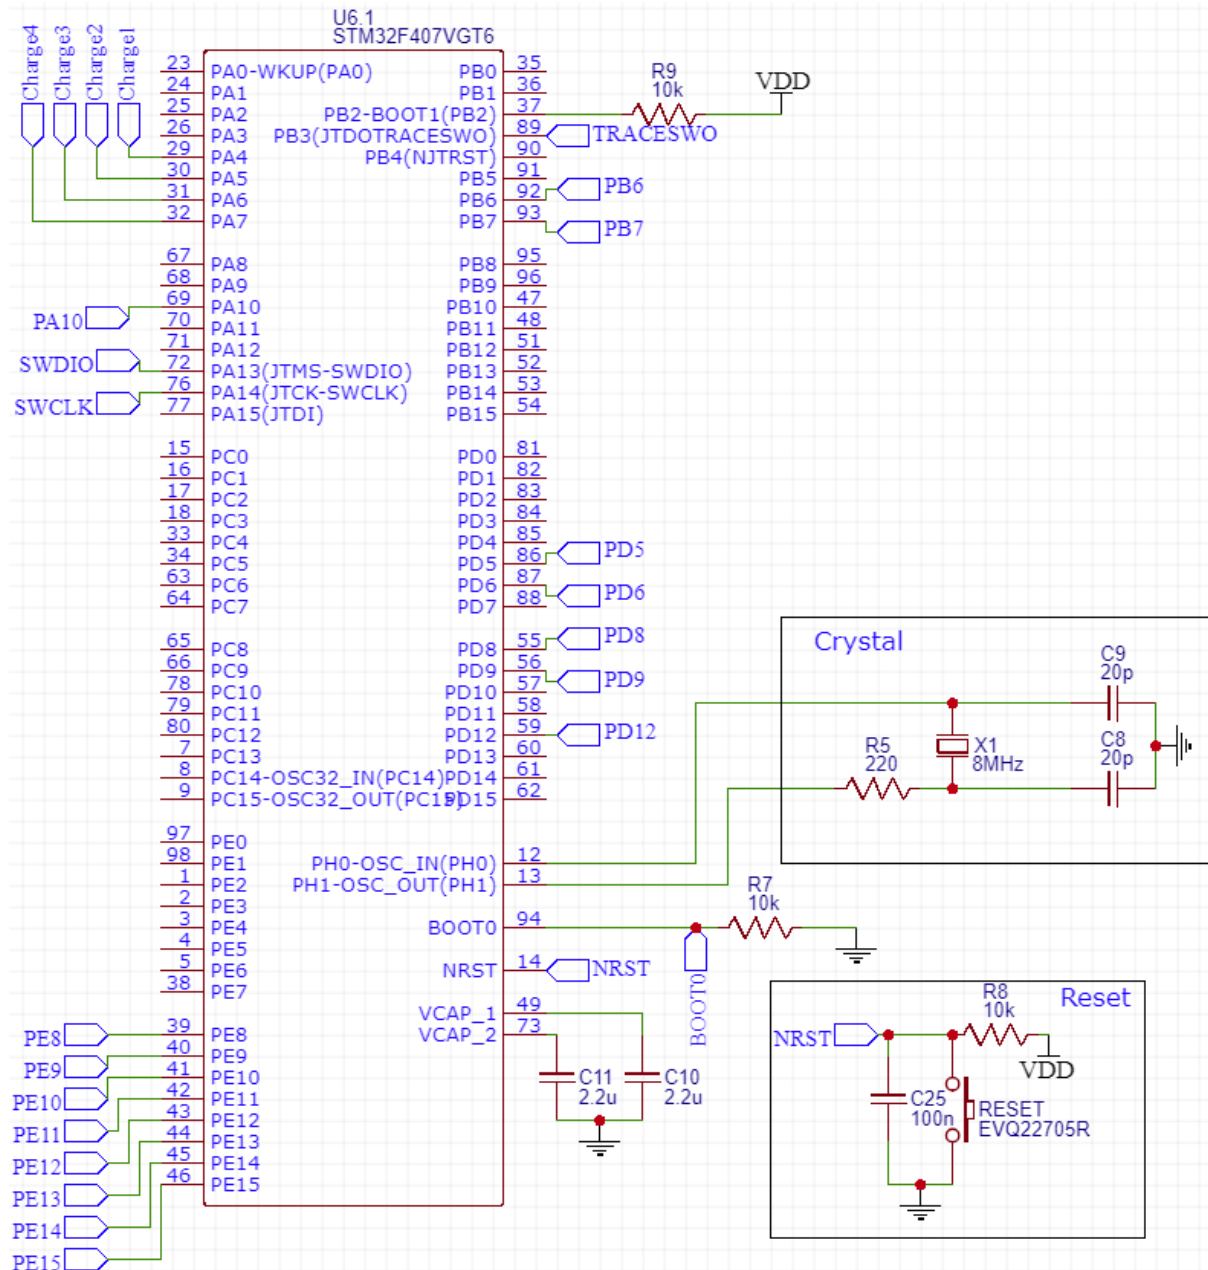 U6.1
STM32F407VGT6
Charge4
Charge3
Charge2
Charge1
23 PA0-WKUP(PA0)
24 PA1
25 PA2
26 PA3
29 PA4
30 PA5
31 PA6
32 PA7
67 PA8
68 PA9
69 PA10
70 PA11
71 PA12
72 PA13(JTMS-SWDIO)
76 PA14(JTCK-SWCLK)
77 PA15(JTDI)
PA10
SWDIO
SWCLK
15 PC0
16 PC1
17 PC2
18 PC3
33 PC4
34 PC5
63 PC6
64 PC7
65 PC8
66 PC9
78 PC10
79 PC11
80 PC12
7 PC13
8 PC14-OSC32_IN(PC14)
9 PC15-OSC32_OUT(PC15)
97 PE0
98 PE1
1 PE2
2 PE3
3 PE4
4 PE5
5 PE6
38 PE7
39 PE8
40 PE9
41 PE10
42 PE11
43 PE12
44 PE13
45 PE14
46 PE15
PE8
PE9
PE10
PE11
PE12
PE13
PE14
PE15
PB0 35
PB1 36
PB2-BOOT1(PB2) 37
PB3(JTDOTRACESWO) 89
PB4(NJTRST) 90
PB5 91
PB6 92
PB7 93
PB8 95
PB9 96
PB10 47
PB11 48
PB12 51
PB13 52
PB14 53
PB15 54
R9
10k
VDD
TRACESWO
PB6
PB7
PD0 81
PD1 82
PD2 83
PD3 84
PD4 85
PD5 86
PD6 87
PD7 88
PD8 55
PD9 56
PD10 57
PD11 58
PD12 59
PD13 60
PD14 61
PD15 62
PD5
PD6
PD8
PD9
PD12
PH0-OSC_IN(PH0) 12
PH1-OSC_OUT(PH1) 13
BOOT0 94
NRST 14
VCAP_1 49
VCAP_2 73
NRST
BOOT0
R7
10k
C11
2.2u
C10
2.2u
Crystal
C9
20p
R5
220
X1
8MHz
C8
20p
Reset
R8
10k
NRST
VDD
C25
100n
RESET
EVQ22705R